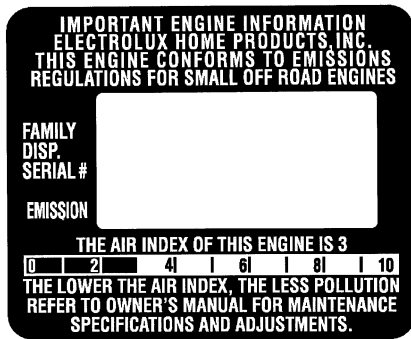 IMPORTANT ENGINE INFORMATION
ELECTROLUX HOME PRODUCTS, INC.
THIS ENGINE CONFORMS TO EMISSIONS
REGULATIONS FOR SMALL OFF ROAD ENGINES
FAMILY
DISP.
SERIAL #
EMISSION
THE AIR INDEX OF THIS ENGINE IS 3
0 2 4 6 8 10
THE LOWER THE AIR INDEX, THE LESS POLLUTION
REFER TO OWNER'S MANUAL FOR MAINTENANCE
SPECIFICATIONS AND ADJUSTMENTS.